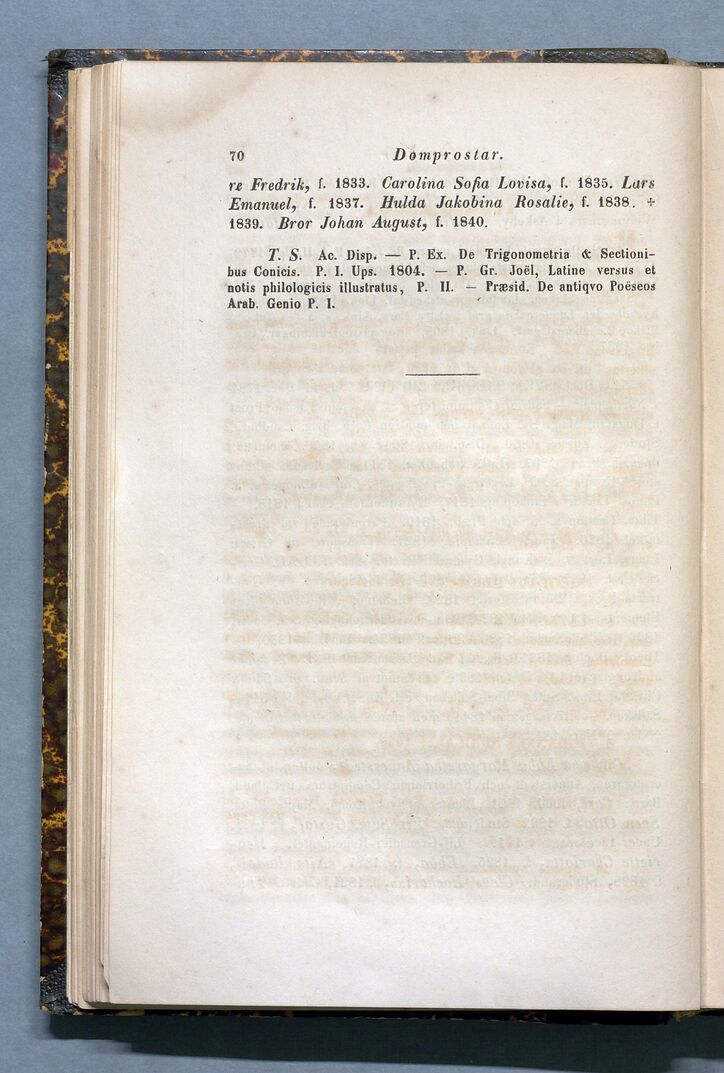 70 Domprostar.
re Fredrik, f. 1833. Carolina Sofia Lovisa, f. 1835. Lars
Emanuel, f. 1837. Hulda Jakobina Rosalie, f. 1838. †
1839. Bror Johan August, f. 1840.
T. S. Ac. Disp. — P. Ex. De Trigonometria & Sectioni-
bus Conicis. P. I. Ups. 1804. — P. Gr. Joël, Latine versus et
notis philologicis illustratus, P. II. — Præsid. De antiqvo Poëseos
Arab. Genio P. I.